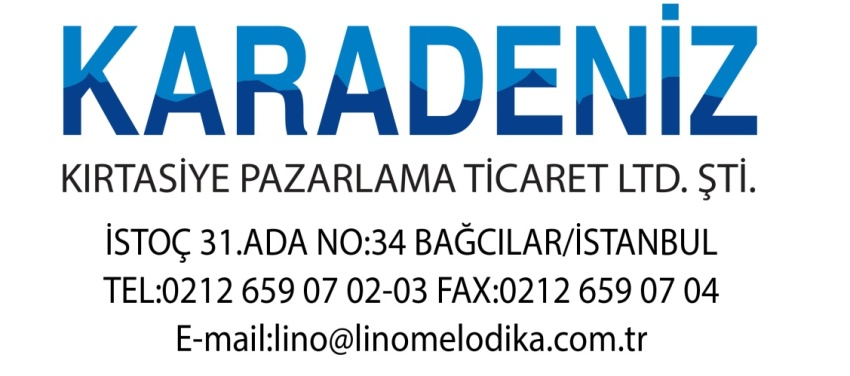 KARADENİZ
KIRTASİYE PAZARLAMA TİCARET LTD. ŞTİ.
İSTOÇ 31.ADA NO:34 BAĞCILAR/İSTANBUL
TEL:0212 659 07 02-03 FAX:0212 659 07 04
E-mail:lino@linomelodika.com.tr